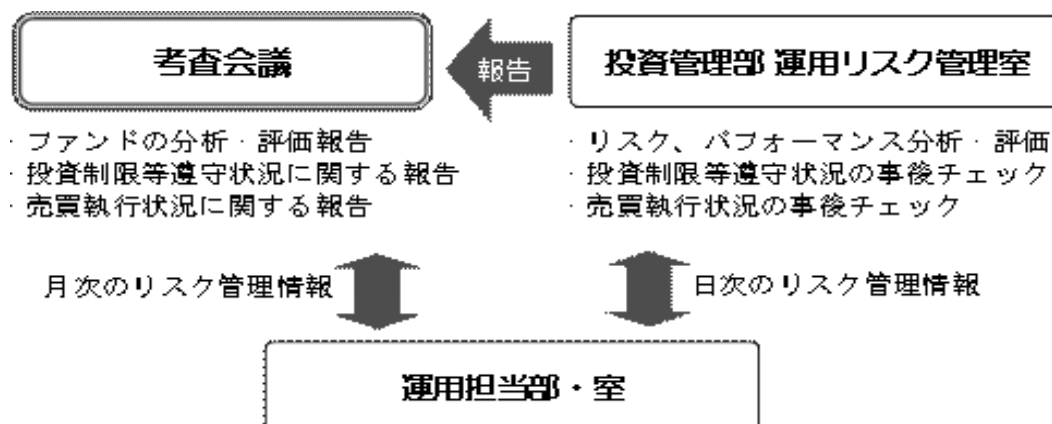 考査会議
報告
投資管理部 運用リスク管理室
· ファンドの分析・評価報告
· 投資制限等遵守状況に関する報告
· 売買執行状況に関する報告
· リスク、パフォーマンス分析・評価
· 投資制限等遵守状況の事後チェック
· 売買執行状況の事後チェック
月次のリスク管理情報
日次のリスク管理情報
運用担当部・室